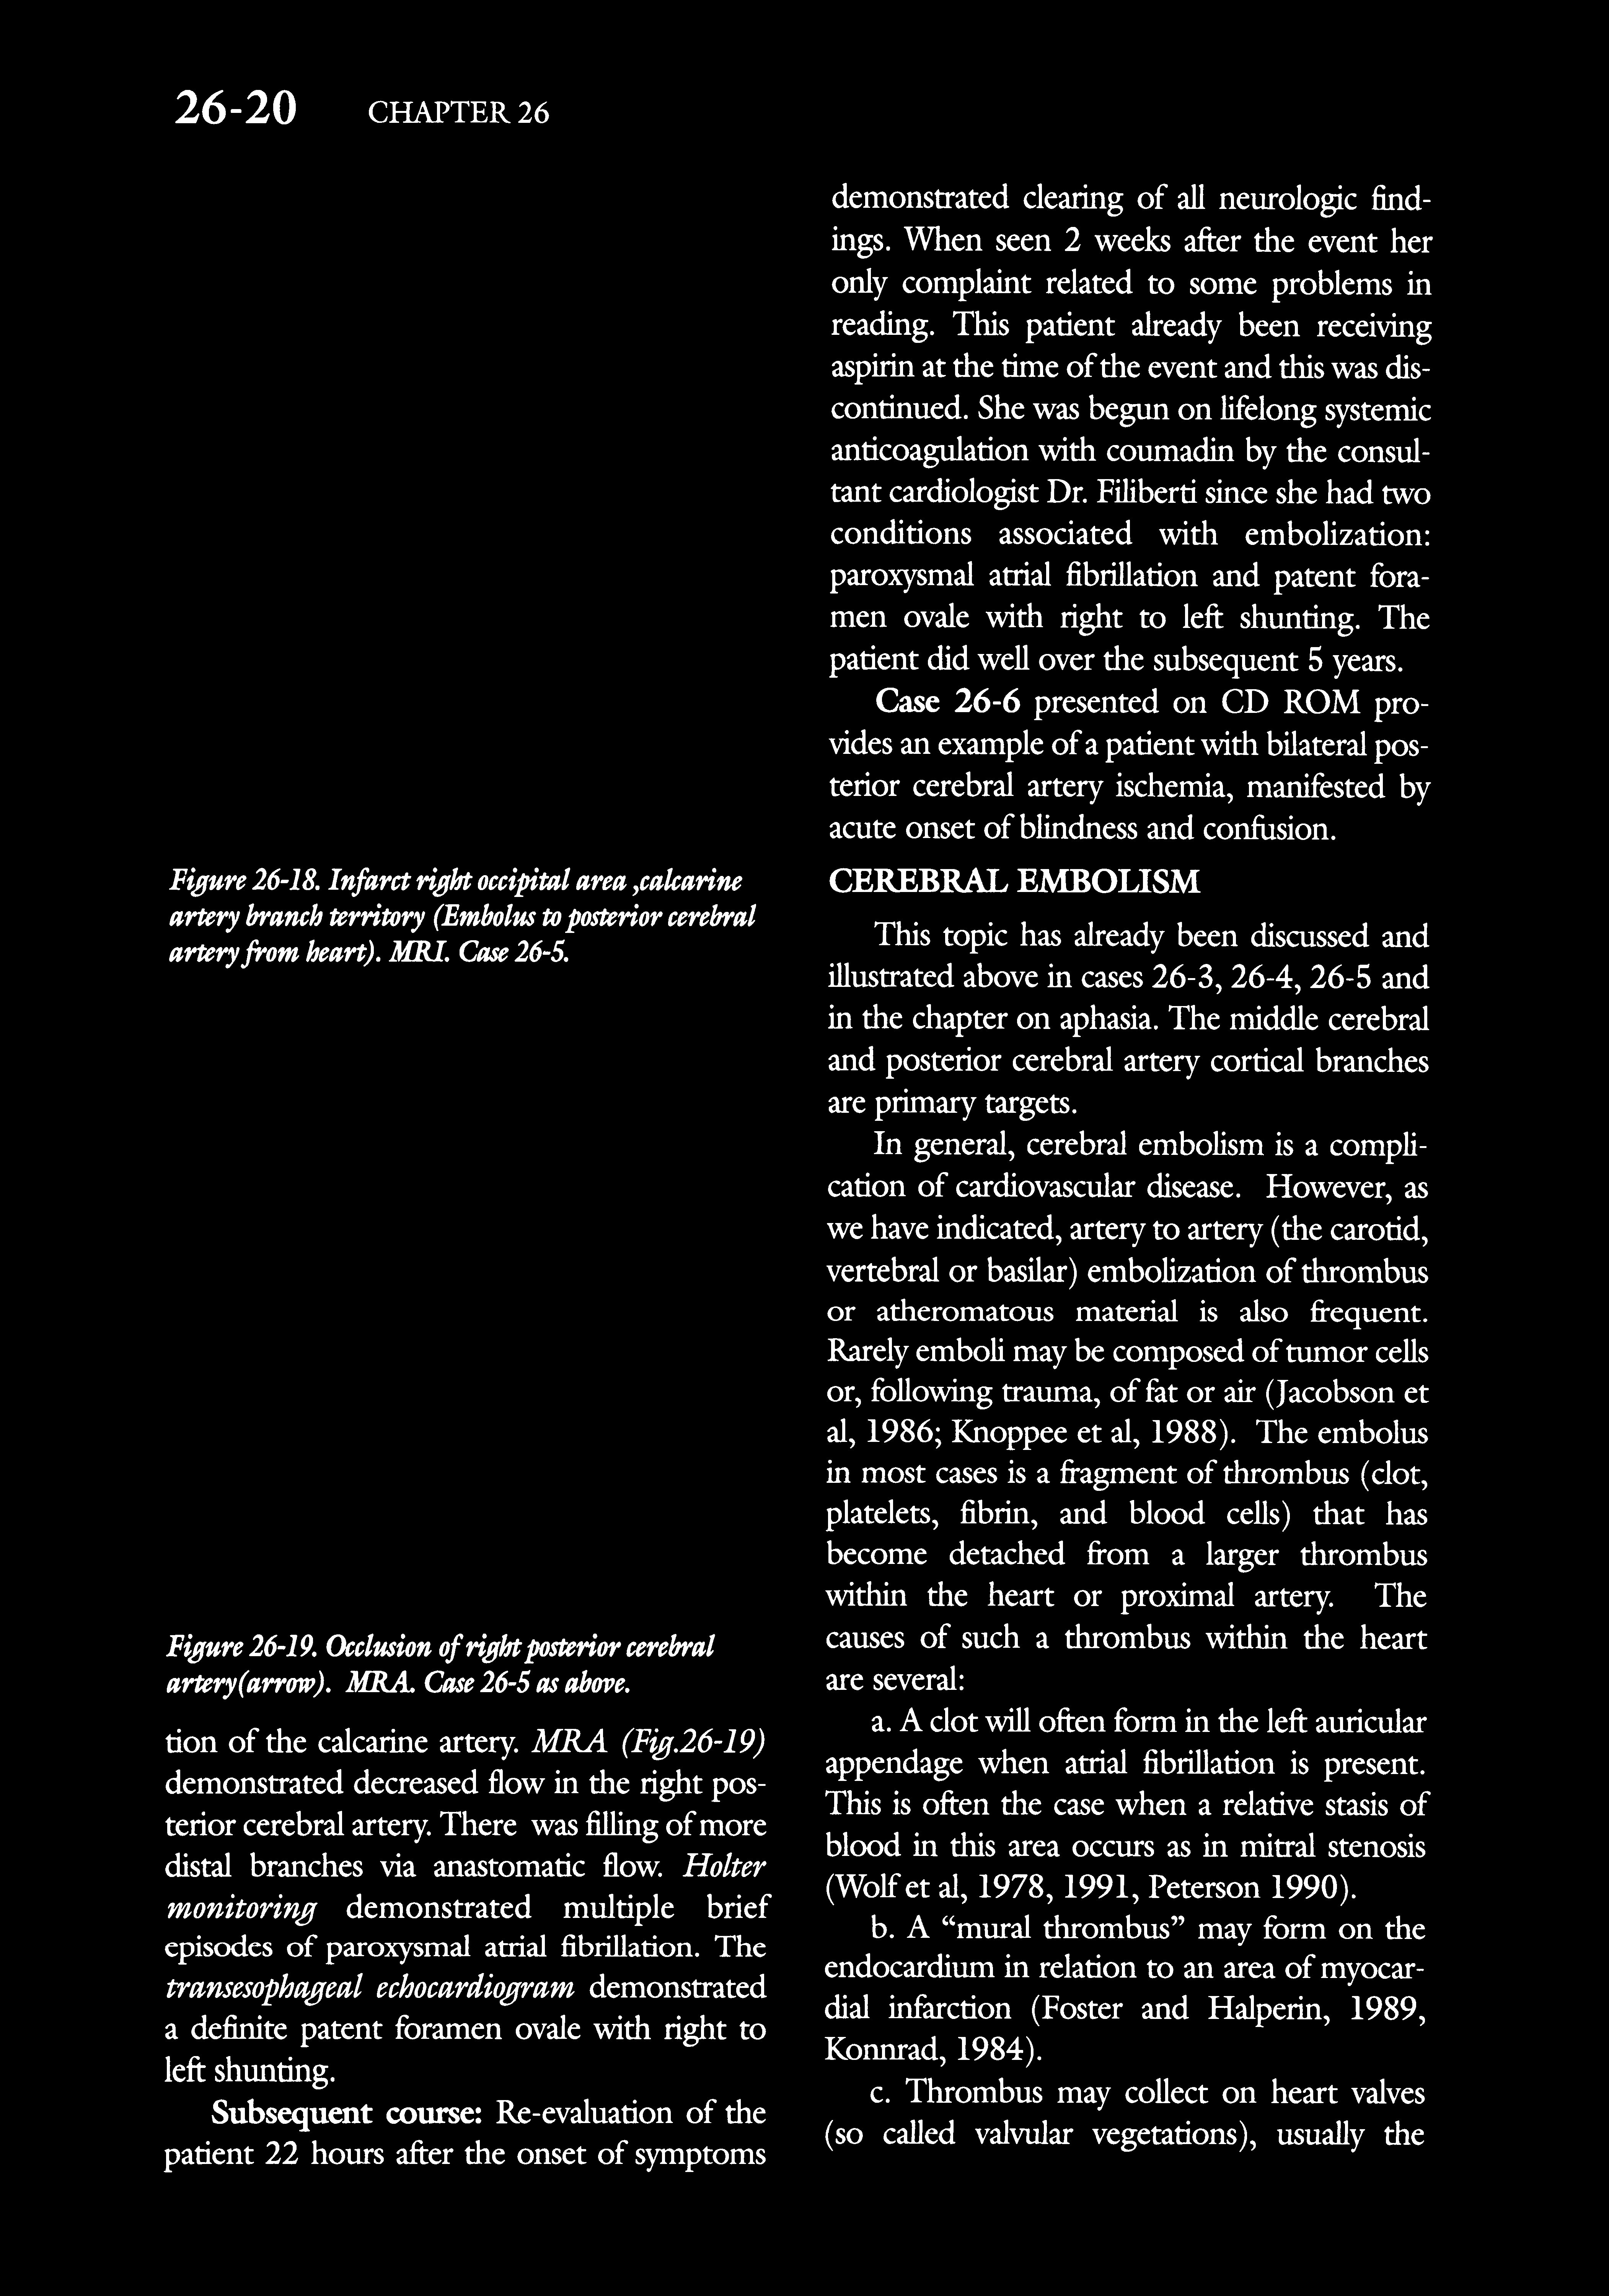 26-20 CHAPTER 26
Figure 26-18. Infarct right occipital area ,calcarine
artery branch territory (Embolus to posterior cerebral
artery from heart). MRI. Case 26-5.
Figure 26-19. Occlusion of right posterior cerebral
artery(arrow). MRA. Case 26-5 as above.
tion of the calcarine artery. MRA (Fig.26-19)
demonstrated decreased flow in the right pos-
terior cerebral artery. There was filling of more
distal branches via anastomatic flow. Holter
monitoring demonstrated multiple brief
episodes of paroxysmal atrial fibrillation. The
transesophageal echocardiogram demonstrated
a definite patent foramen ovale with right to
left shunting.
Subsequent course: Re-evaluation of the
patient 22 hours after the onset of symptoms
demonstrated clearing of all neurologic find-
ings. When seen 2 weeks after the event her
only complaint related to some problems in
reading. This patient already been receiving
aspirin at the time of the event and this was dis-
continued. She was begun on lifelong systemic
anticoagulation with coumadin by the consul-
tant cardiologist Dr. Filiberti since she had two
conditions associated with embolization:
paroxysmal atrial fibrillation and patent fora-
men ovale with right to left shunting. The
patient did well over the subsequent 5 years.
Case 26-6 presented on CD ROM pro-
vides an example of a patient with bilateral pos-
terior cerebral artery ischemia, manifested by
acute onset of blindness and confusion.
CEREBRAL EMBOLISM
This topic has already been discussed and
illustrated above in cases 26-3, 26-4, 26-5 and
in the chapter on aphasia. The middle cerebral
and posterior cerebral artery cortical branches
are primary targets.
In general, cerebral embolism is a compli-
cation of cardiovascular disease. However, as
we have indicated, artery to artery (the carotid,
vertebral or basilar) embolization of thrombus
or atheromatous material is also frequent.
Rarely emboli may be composed of tumor cells
or, following trauma, of fat or air (Jacobson et
al, 1986; Knoppee et al, 1988). The embolus
in most cases is a fragment of thrombus (clot,
platelets, fibrin, and blood cells) that has
become detached from a larger thrombus
within the heart or proximal artery. The
causes of such a thrombus within the heart
are several:
a. A clot will often form in the left auricular
appendage when atrial fibrillation is present.
This is often the case when a relative stasis of
blood in this area occurs as in mitral stenosis
(Wolf et al, 1978, 1991, Peterson 1990).
b. A “mural thrombus” may form on the
endocardium in relation to an area of myocar-
dial infarction (Foster and Halperin, 1989,
Konnrad, 1984).
c. Thrombus may collect on heart valves
(so called valvular vegetations), usually the